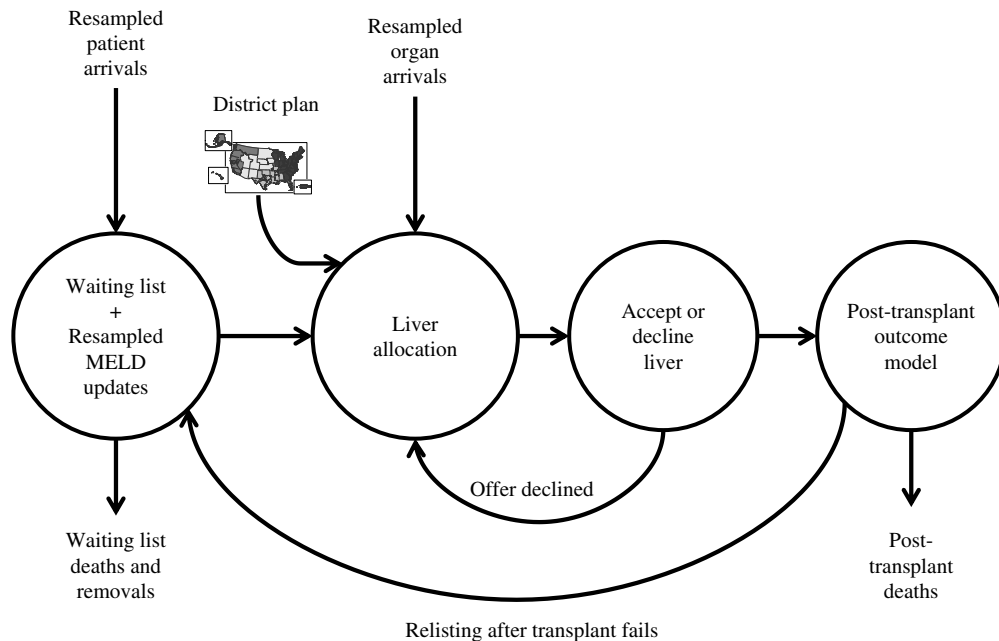 Resampled
patient
arrivals
Resampled
organ
arrivals
District plan
Waiting list
+
Resampled
MELD
updates
Liver
allocation
Accept or
decline
liver
Post-transplant
outcome
model
Offer declined
Waiting list
deaths and
removals
Post-
transplant
deaths
Relisting after transplant fails